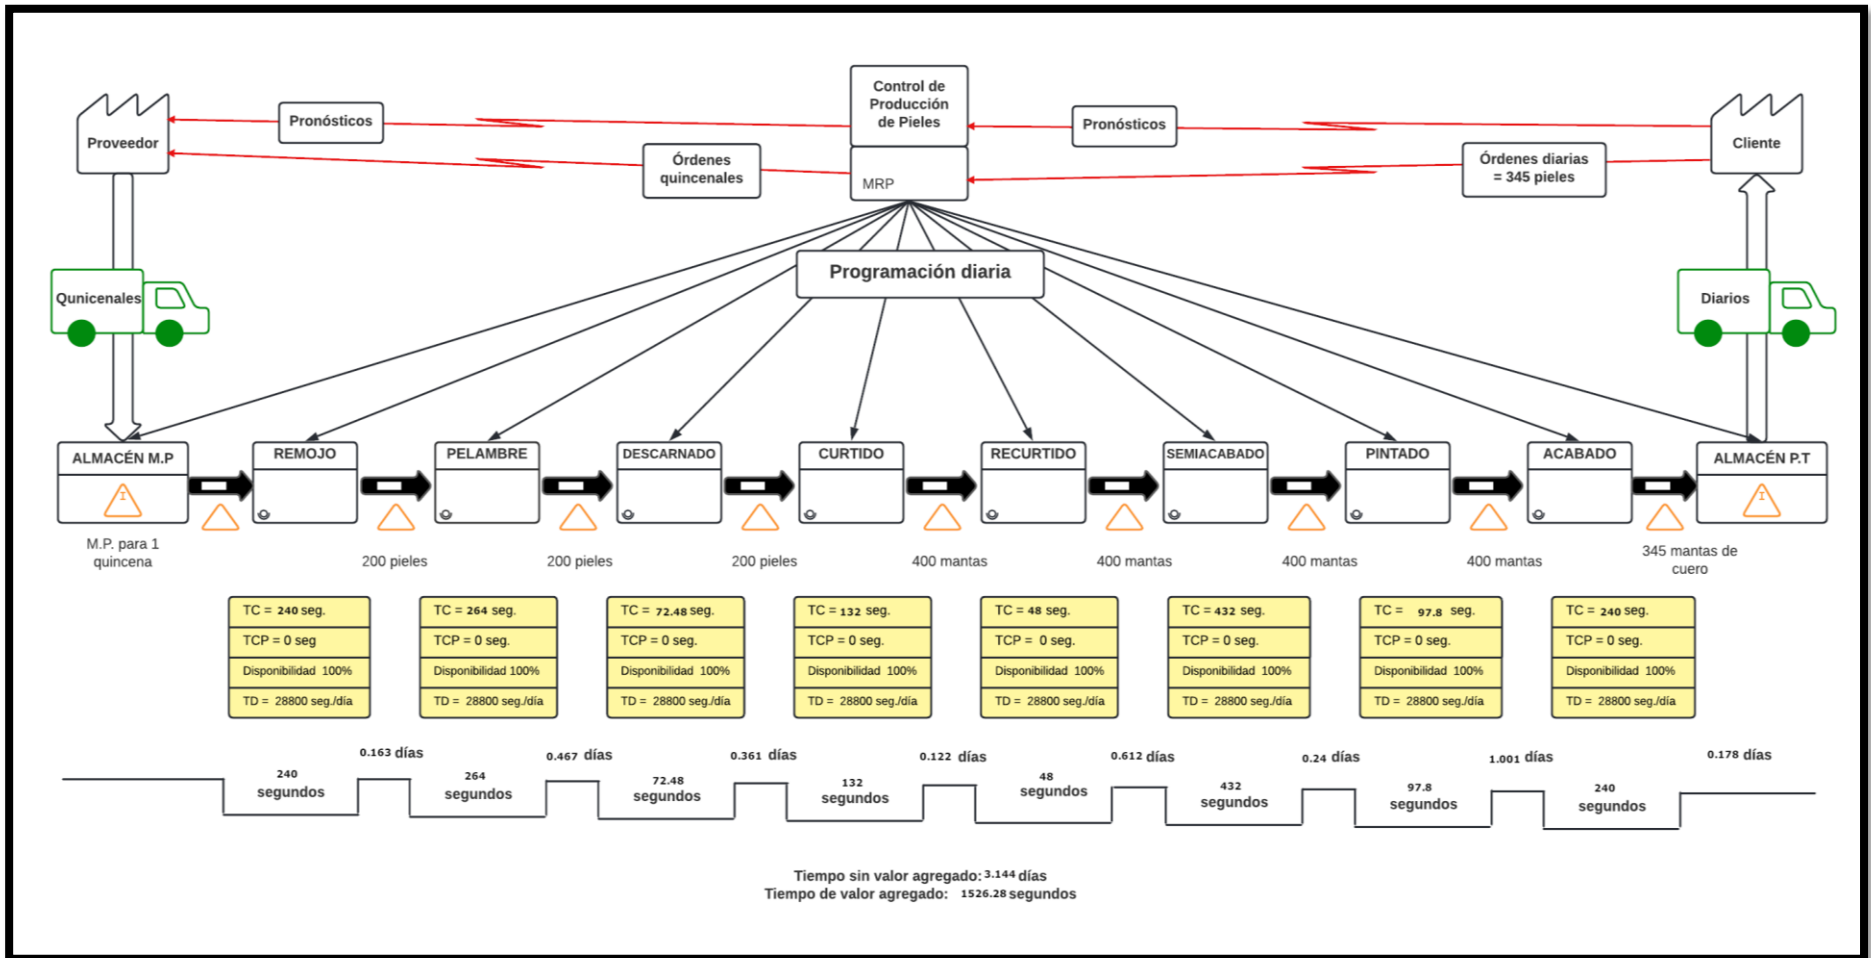 Control de
Producción
de Pieles
MRP
Proveedor
Pronósticos
Pronósticos
Cliente
Órdenes
quincenales
Órdenes diarias
= 345 pieles
Programación diaria
Qunicenales
Diarios
ALMACÉN M.P
I
REMOJO
PELAMBRE
DESCARNADO
CURTIDO
RECURTIDO
SEMIACABADO
PINTADO
ACABADO
ALMACÉN P.T
I
M.P. para 1
quincena
200 pieles
200 pieles
200 pieles
400 mantas
400 mantas
400 mantas
400 mantas
345 mantas de
cuero
TC = 240 seg.
TCP = 0 seg
Disponibilidad 100%
TD = 28800 seg./día
TC = 264 seg.
TCP = 0 seg.
Disponibilidad 100%
TD = 28800 seg./día
TC = 72.48 seg.
TCP = 0 seg.
Disponibilidad 100%
TD = 28800 seg./día
TC = 132 seg.
TCP = 0 seg.
Disponibilidad 100%
TD = 28800 seg./día
TC = 48 seg.
TCP = 0 seg.
Disponibilidad 100%
TD = 28800 seg./día
TC = 432 seg.
TCP = 0 seg.
Disponibilidad 100%
TD = 28800 seg./día
TC = 97.8 seg.
TCP = 0 seg.
Disponibilidad 100%
TD = 28800 seg./día
TC = 240 seg.
TCP = 0 seg.
Disponibilidad 100%
TD = 28800 seg./día
240
segundos
0.163 días
264
segundos
0.467 días
72.48
segundos
0.361 días
132
segundos
0.122 días
48
segundos
0.612 días
432
segundos
0.24 días
97.8
segundos
1.001 días
240
segundos
0.178 días
Tiempo sin valor agregado: 3.144 días
Tiempo de valor agregado: 1526.28 segundos